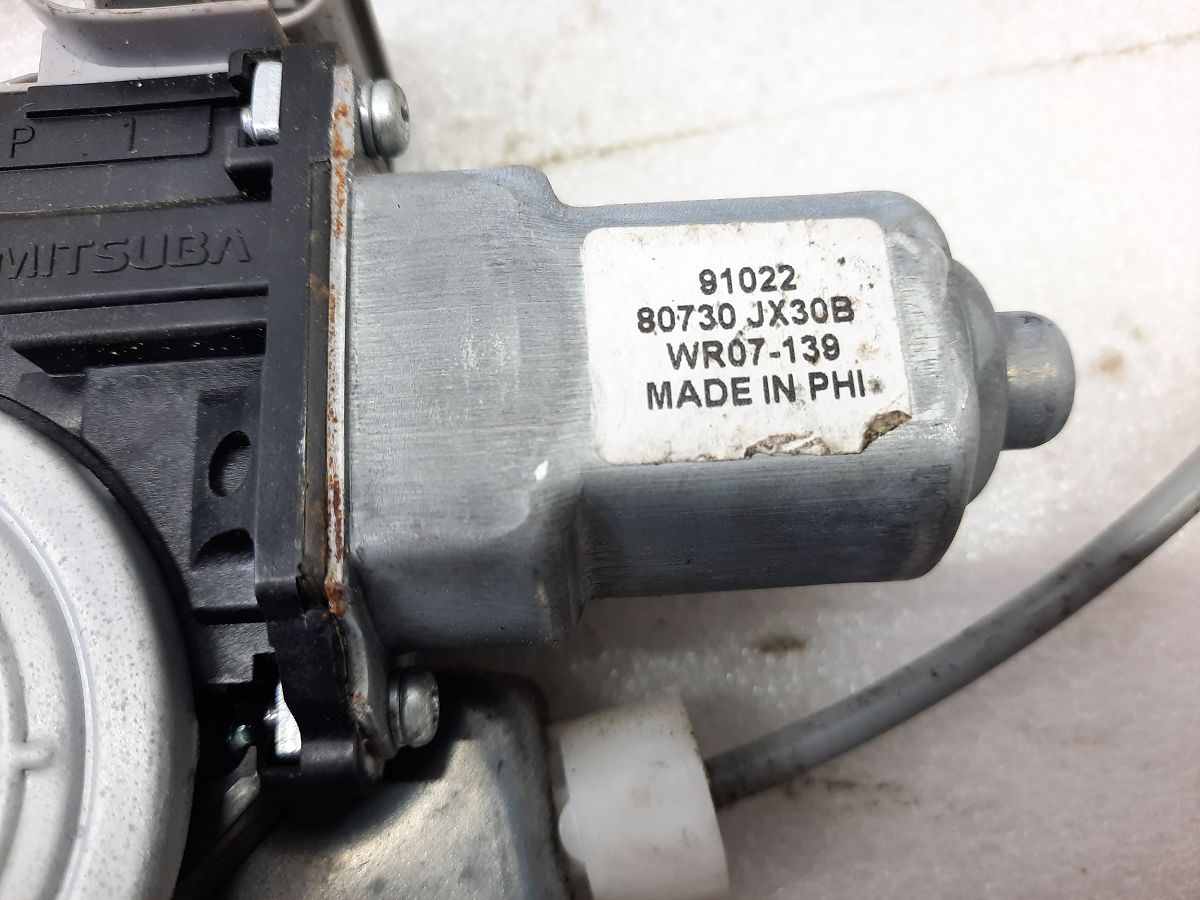 P 1
MITSUBA
91022
80730 JX30B
WR07-139
MADE IN PHI